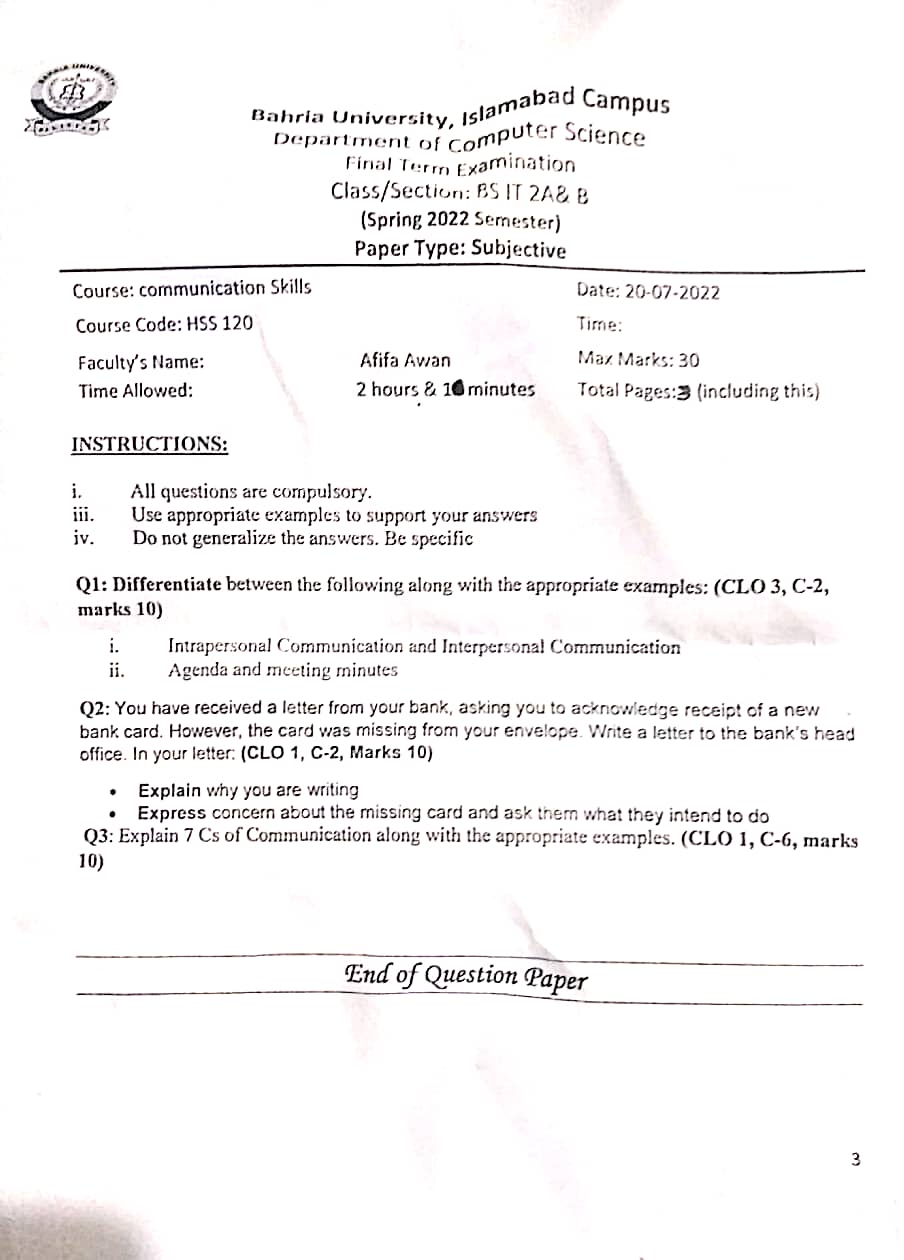 BAHRIA UNIVERSITY
Bahria University, Islamabad Campus
Department of Computer Science
Final Term Examination
Class/Section: BS IT 2A& B
(Spring 2022 Semester)
Paper Type: Subjective
Course: communication Skills Date: 20-07-2022
Course Code: HSS 120 Time:
Faculty's Name: Afifa Awan Max Marks: 30
Time Allowed: 2 hours & minutes Total Pages:3 (including this)
INSTRUCTIONS:
i. All questions are compulsory.
iii. Use appropriate examples to support your answers
iv. Do not generalize the answers. Be specific
Q1: Differentiate between the following along with the appropriate examples: (CLO 3, C-2,
marks 10)
i. Intrapersonal Communication and Interpersonal Communication
ii. Agenda and meeting minutes
Q2: You have received a letter from your bank, asking you to acknowledge receipt of a new
bank card. However, the card was missing from your envelope. Write a letter to the bank's head
office. In your letter: (CLO 1, C-2, Marks 10)
• Explain why you are writing
• Express concern about the missing card and ask them what they intend to do
Q3: Explain 7 Cs of Communication along with the appropriate examples. (CLO 1, C-6, marks
10)
End of Question Paper
3